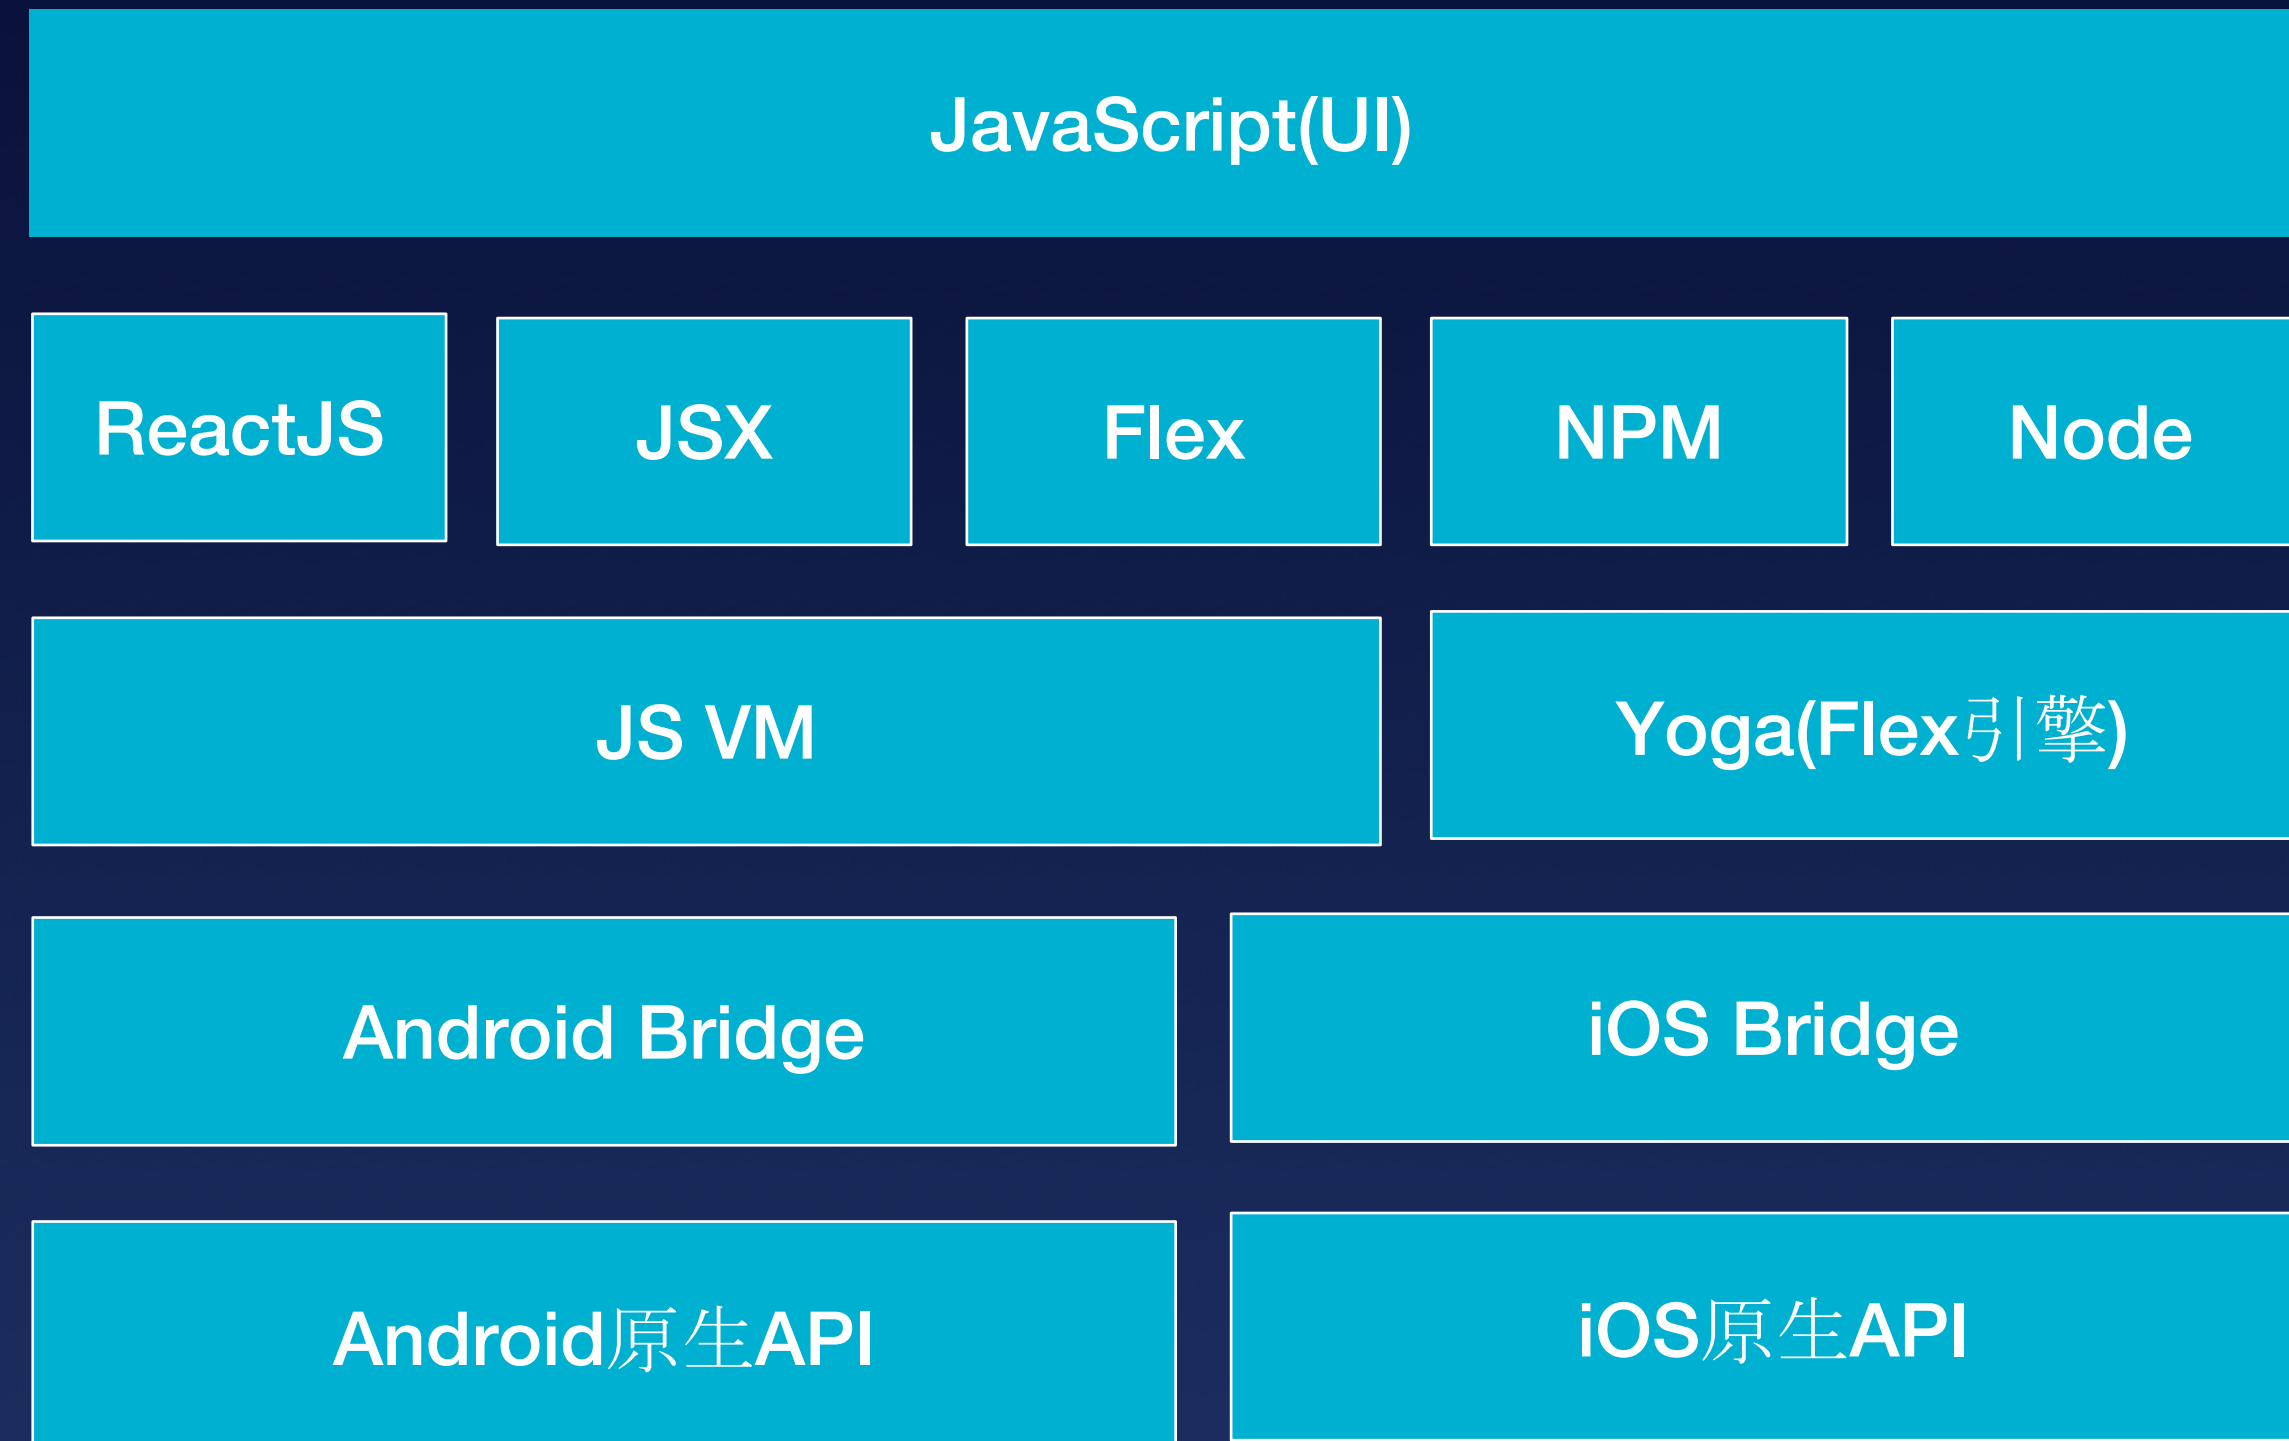 JavaScript(UI)
ReactJS
JSX
Flex
NPM
Node
JS VM
Yoga(Flex引擎)
Android Bridge
iOS Bridge
Android原生API
iOS原生API